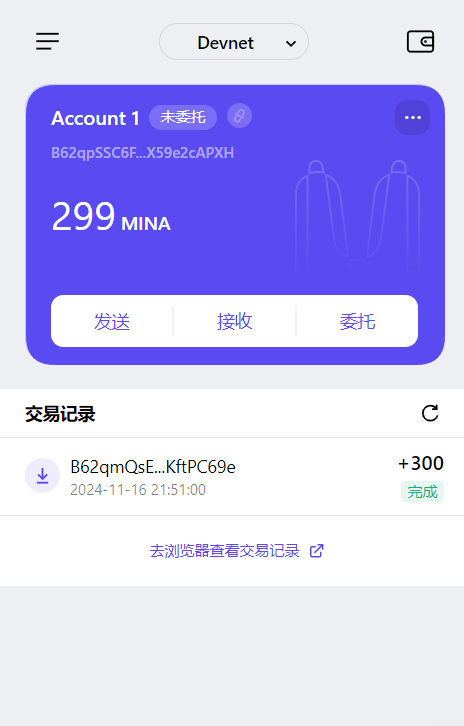 Devnet
Account 1 未委托
B62qpSSC6F...X59e2cAPXH
299 MINA
发送 接收 委托
交易记录
B62qmQsE...KftPC69e +300
2024-11-16 21:51:00 完成
去浏览器查看交易记录